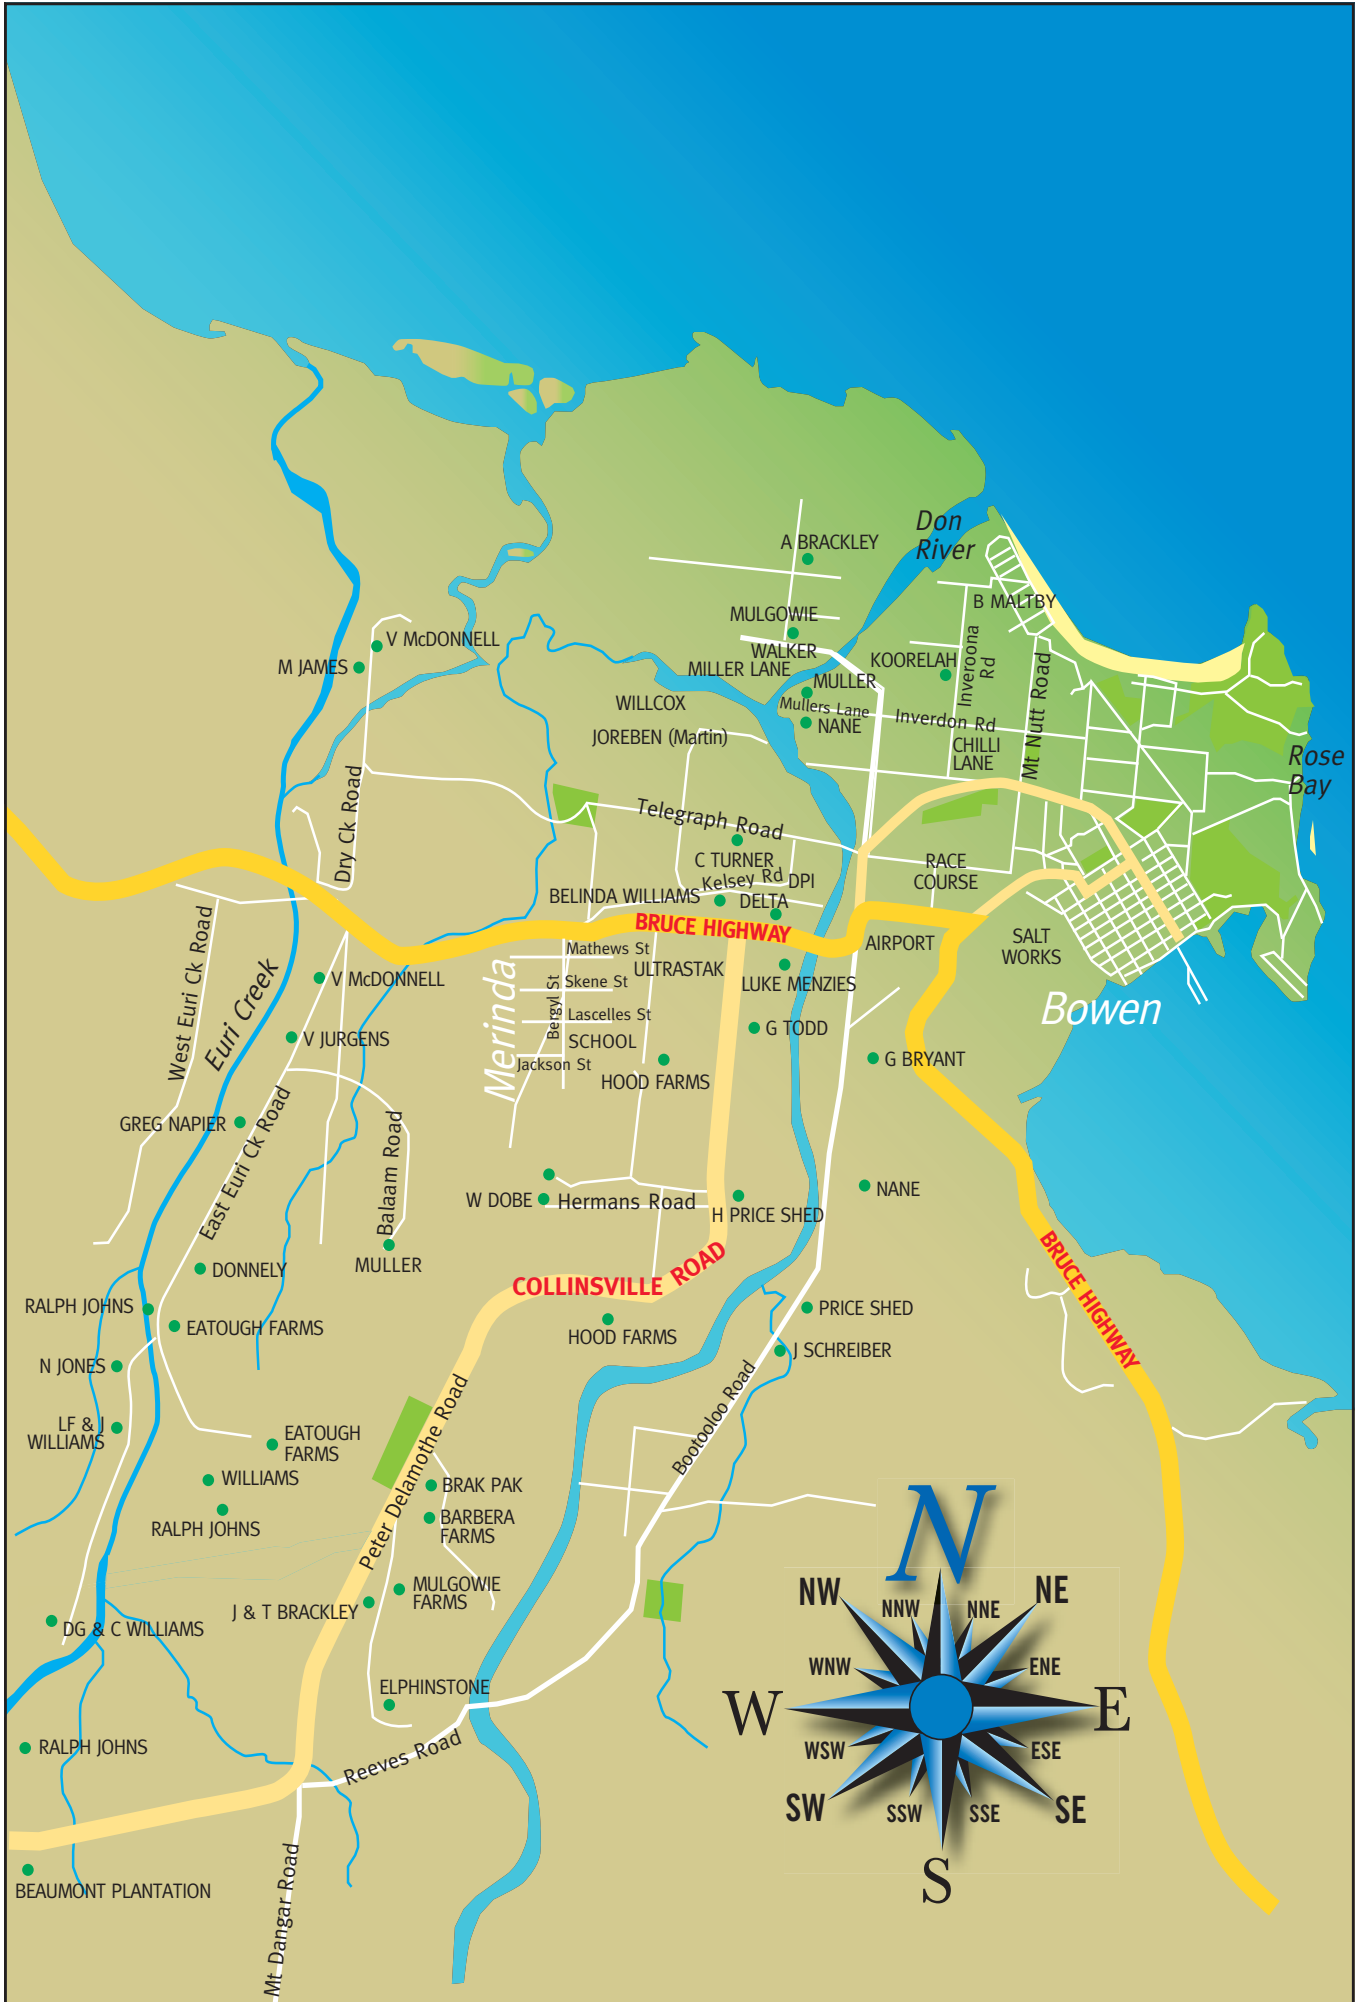 Don
River
A BRACKLEY
B MALTBY
MULGOWIE
V McDONNELL
WALKER
M JAMES
MILLER LANE
KOORELAH
Inveroona
Rd
MULLER
WILLCOX
Mullers Lane
Inverdon Rd
Mt Nutt Road
NANE
JOREBEN (Martin)
CHILLI
LANE
Rose
Bay
Dry Ck Road
Telegraph Road
C TURNER
RACE
COURSE
Kelsey Rd
DPI
BELINDA WILLIAMS
DELTA
BRUCE HIGHWAY
AIRPORT
SALT
WORKS
West Euri Ck Road
Euri Creek
Mathews St
Merinda
ULTRASTAK
V McDONNELL
Skene St
LUKE MENZIES
Bergyl St
Bowen
Lascelles St
G TODD
V JURGENS
SCHOOL
Jackson St
G BRYANT
HOOD FARMS
GREG NAPIER
East Euri Ck Road
Balaam Road
W DOBE
Hermans Road
NANE
H PRICE SHED
MULLER
DONNELY
COLLINSVILLE ROAD
BRUCE HIGHWAY
RALPH JOHNS
EATOUGH FARMS
PRICE SHED
HOOD FARMS
J SCHREIBER
N JONES
LF & J
WILLIAMS
Peter Delamothe Road
Bootooloo Road
EATOUGH
FARMS
WILLIAMS
BRAK PAK
RALPH JOHNS
BARBERA
FARMS
MULGOWIE
FARMS
J & T BRACKLEY
DG & C WILLIAMS
ELPHINSTONE
RALPH JOHNS
Reeves Road
BEAUMONT PLANTATION
Mt Dangar Road
N
NW
NE
NNW
NNE
WNW
ENE
W
E
WSW
ESE
SW
SE
SSW
SSE
S